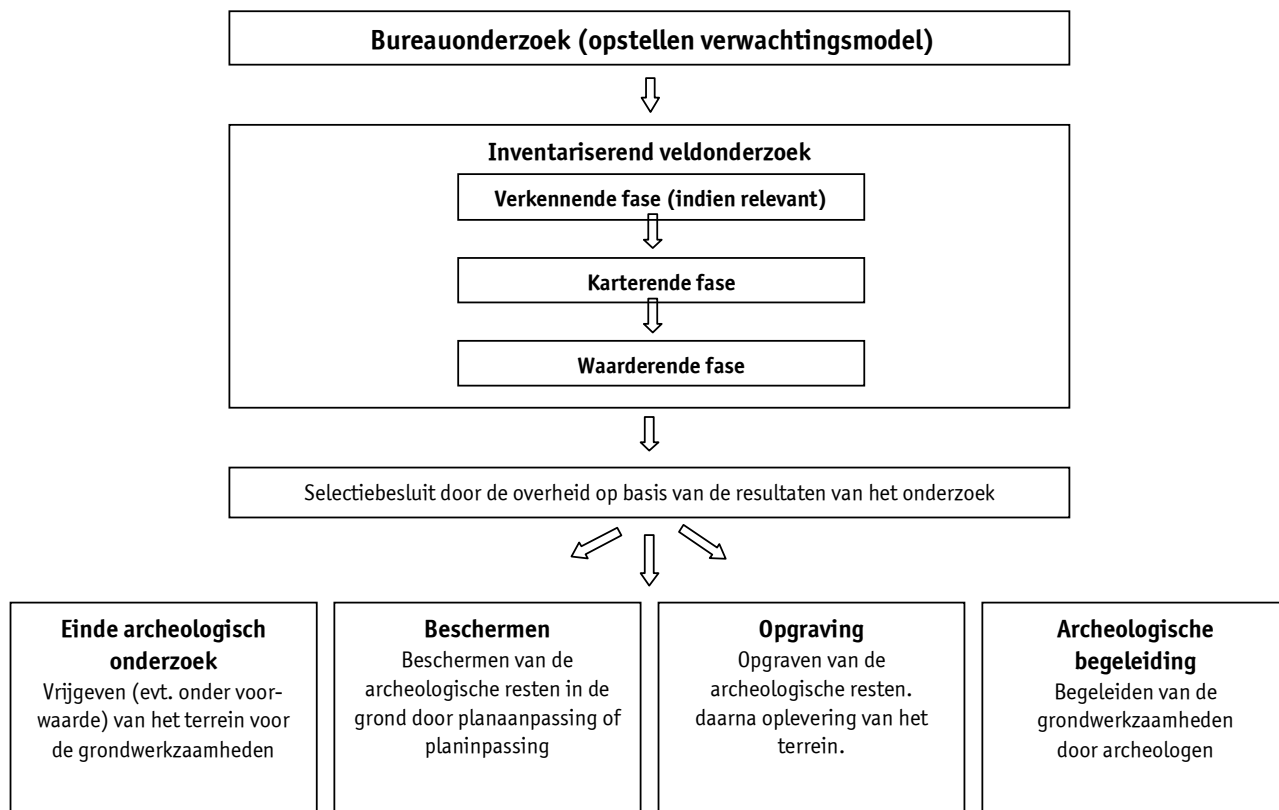 Bureauonderzoek (opstellen verwachtingsmodel)
Inventariserend veldonderzoek
Verkennende fase (indien relevant)
Karterende fase
Waarderende fase
Selectiebesluit door de overheid op basis van de resultaten van het onderzoek
Einde archeologisch
onderzoek
Vrijgeven (evt. onder voor-
waarde) van het terrein voor
de grondwerkzaamheden
Beschermen
Beschermen van de
archeologische resten in de
grond door planaanpassing of
planinpassing
Opgraving
Opgraven van de
archeologische resten.
daarna oplevering van het
terrein.
Archeologische
begeleiding
Begeleiden van de
grondwerkzaamheden
door archeologen